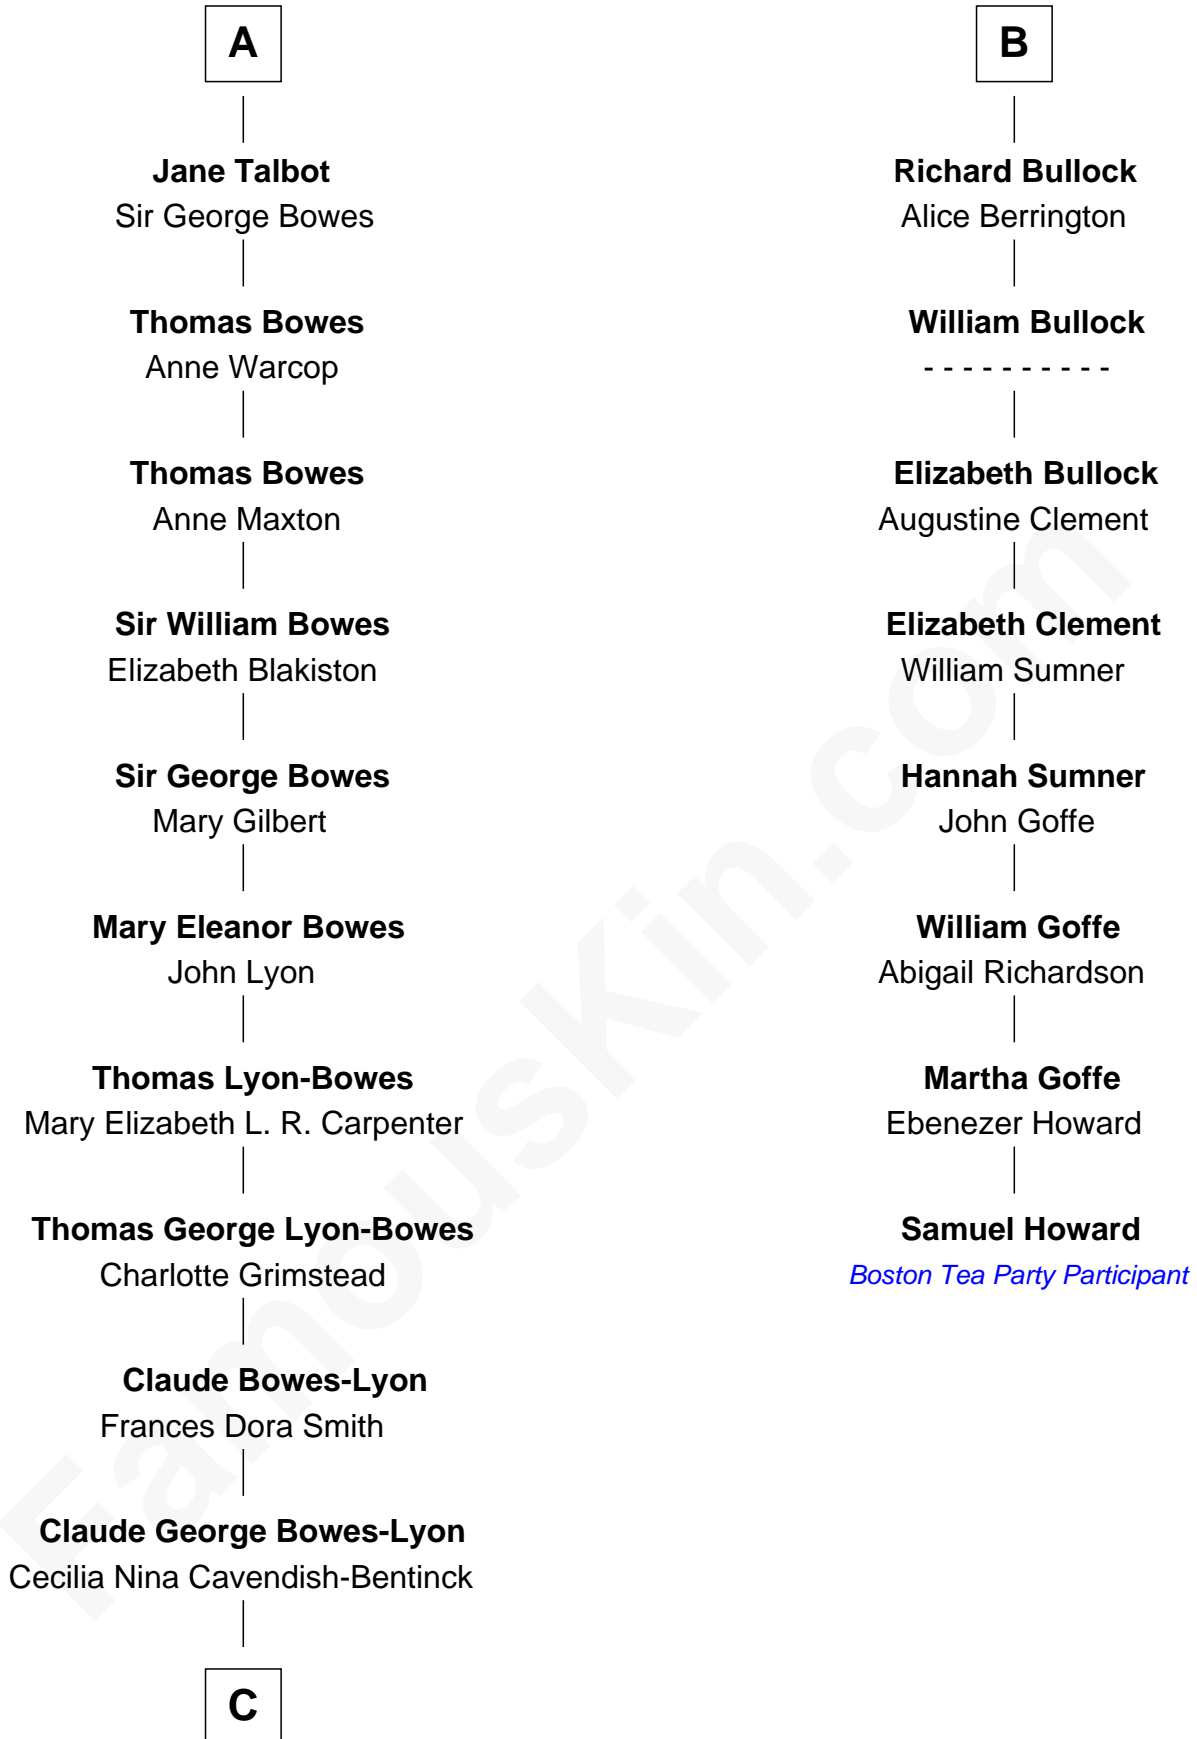 A
Jane Talbot
Sir George Bowes
Thomas Bowes
Anne Warcop
Thomas Bowes
Anne Maxton
Sir William Bowes
Elizabeth Blakiston
Sir George Bowes
Mary Gilbert
Mary Eleanor Bowes
John Lyon
Thomas Lyon-Bowes
Mary Elizabeth L. R. Carpenter
Thomas George Lyon-Bowes
Charlotte Grimstead
Claude Bowes-Lyon
Frances Dora Smith
Claude George Bowes-Lyon
Cecilia Nina Cavendish-Bentinck
C
B
Richard Bullock
Alice Berrington
William Bullock
- - - - - - - - - -
Elizabeth Bullock
Augustine Clement
Elizabeth Clement
William Sumner
Hannah Sumner
John Goffe
William Goffe
Abigail Richardson
Martha Goffe
Ebenezer Howard
Samuel Howard
Boston Tea Party Participant
FamousKin.com